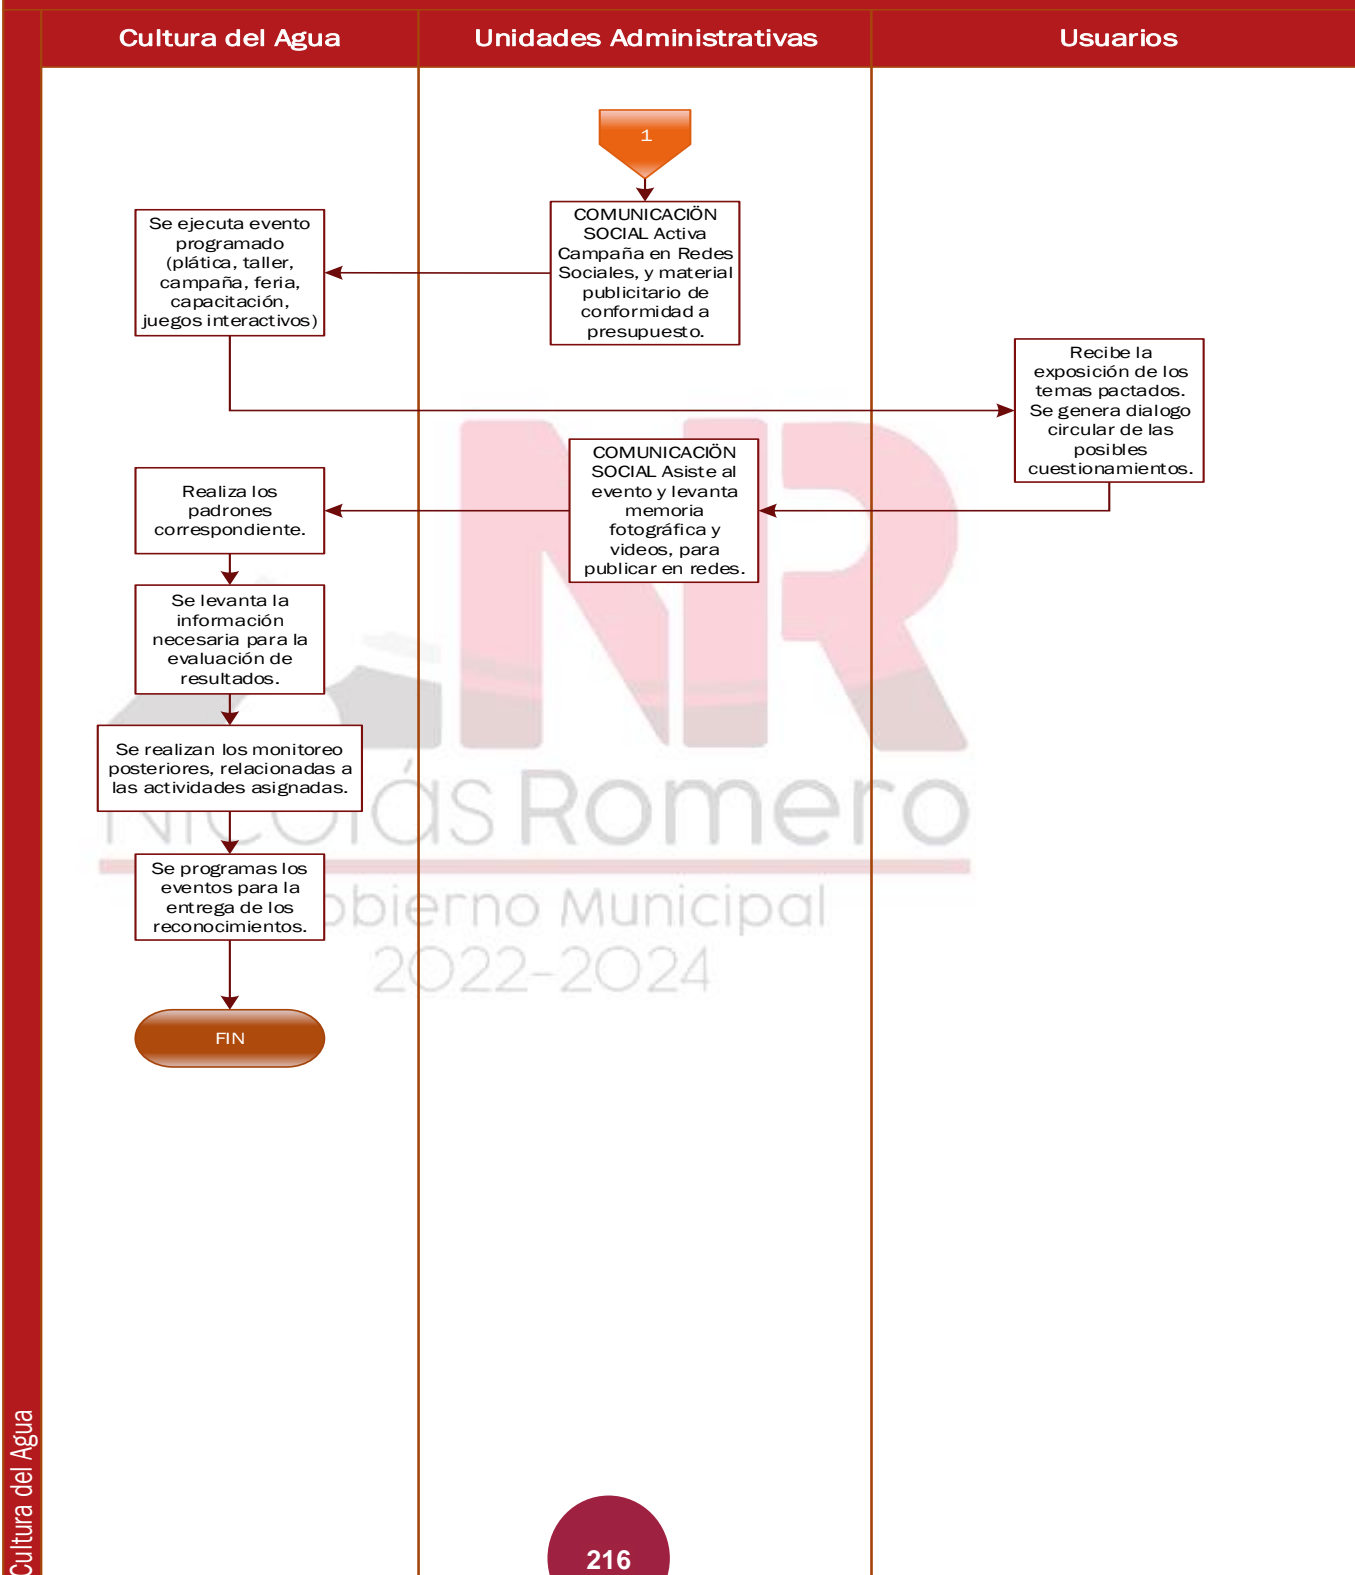 Cultura del Agua
Unidades Administrativas
Usuarios
1
COMUNICACIÖN
SOCIAL Activa
Campaña en Redes
Sociales, y material
publicitario de
conformidad a
presupuesto.
Se ejecuta evento
programado
(plática, taller,
campaña, feria,
capacitación,
juegos interactivos)
Recibe la
exposición de los
temas pactados.
Se genera dialogo
circular de las
posibles
cuestionamientos.
COMUNICACIÖN
SOCIAL Asiste al
evento y levanta
memoria
fotográfica y
videos, para
publicar en redes.
Realiza los
padrones
correspondiente.
Se levanta la
información
necesaria para la
evaluación de
resultados.
Se realizan los monitoreo
posteriores, relacionadas a
las actividades asignadas.
Se programas los
eventos para la
entrega de los
reconocimientos.
FIN
NR
Nicolás Romero
Gobierno Municipal
2022-2024
Cultura del Agua
216